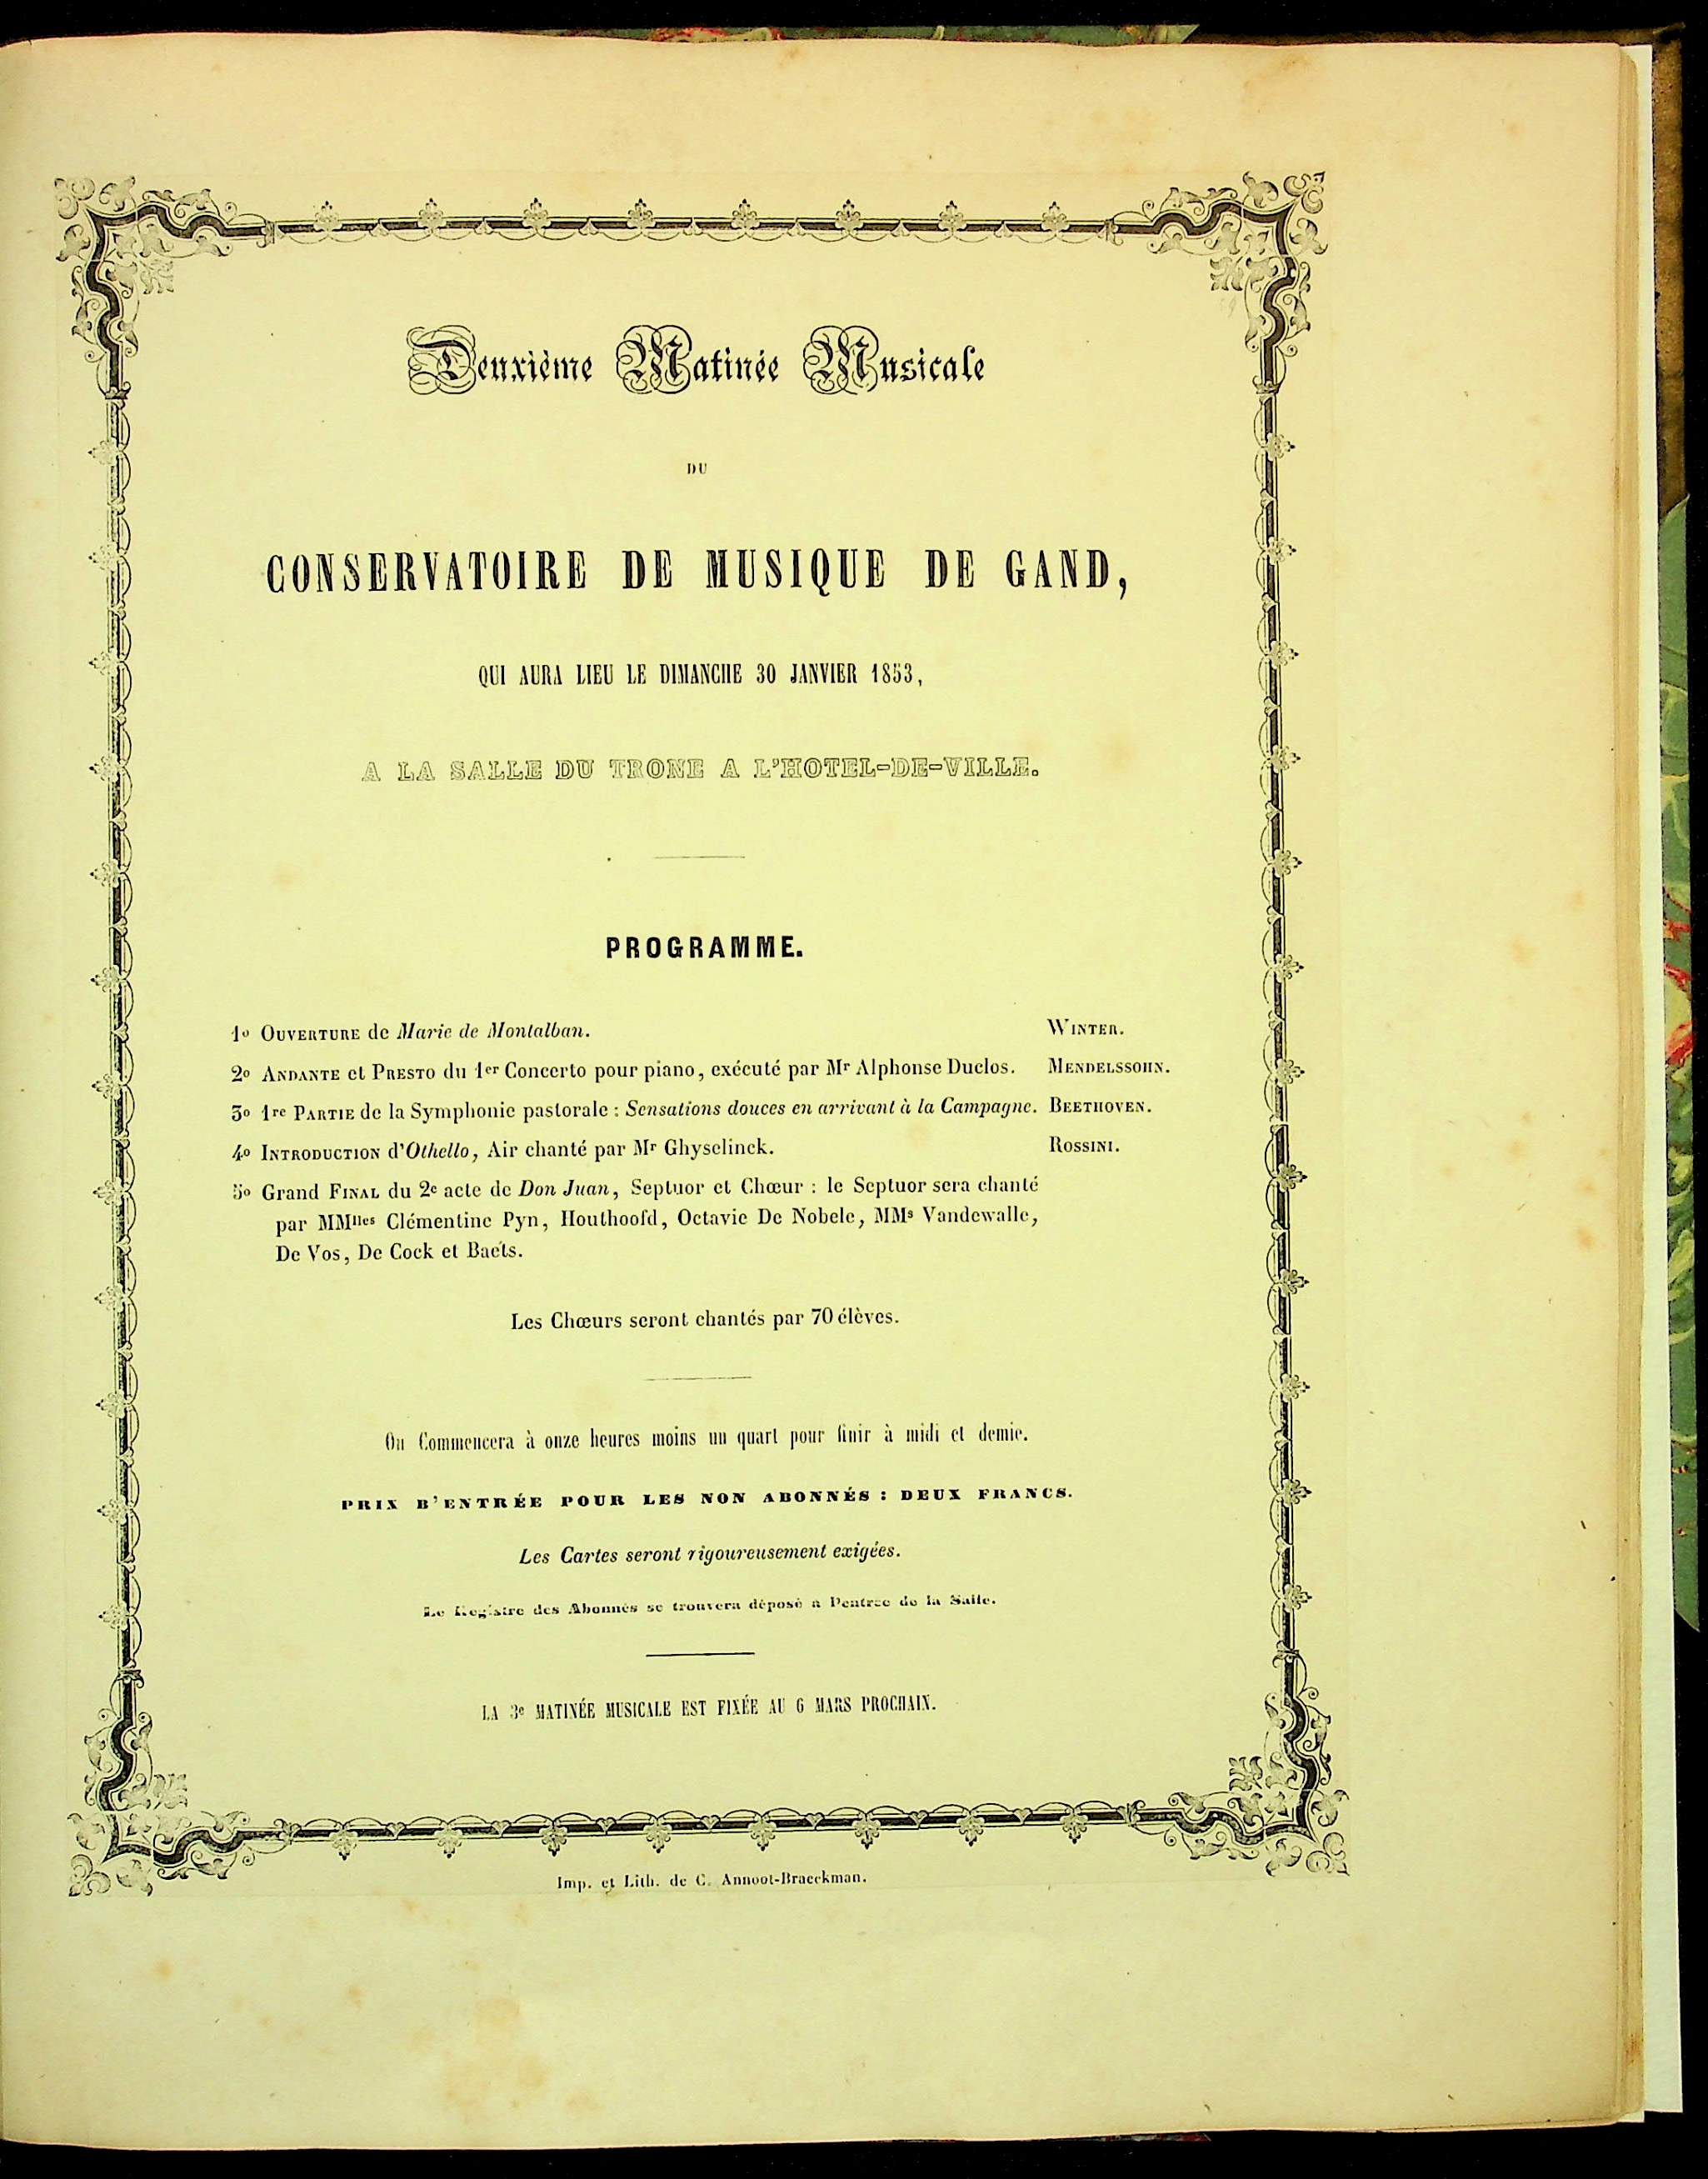 Deuxième Matinée Musicale
DU
CONSERVATOIRE DE MUSIQUE DE GAND,
QUI AURA LIEU LE DIMANCHE 30 JANVIER 1853,
A LA SALLE DU TRONE A L'HOTEL-DE-VILLE.
PROGRAMME.
1o OUVERTURE de Marie de Montalban. WINTER.
2o ANDANTE et PRESTO du 1er Concerto pour piano, exécuté par Mr Alphonse Duclos. MENDELSSOHN.
3o 1re PARTIE de la Symphonie pastorale : Sensations douces en arrivant à la Campagne. BEETHOVEN.
4o INTRODUCTION d'Othello, Air chanté par Mr Ghyselinck. ROSSINI.
5o Grand FINAL du 2e acte de Don Juan, Septuor et Chœur : le Septuor sera chanté
par MMlles Clémentine Pyn, Houthoofd, Octavie De Nobele, MMs Vandewalle,
De Vos, De Cock et Baets.
Les Chœurs seront chantés par 70 élèves.
On Commencera à onze heures moins un quart pour finir à midi et demie.
PRIX D'ENTRÉE POUR LES NON ABONNÉS : DEUX FRANCS.
Les Cartes seront rigoureusement exigées.
Le Registre des Abonnés se trouvera déposé à l'entrée de la Salle.
LA 3e MATINÉE MUSICALE EST FIXÉE AU 6 MARS PROCHAIN.
Imp. et Lith. de C. Annoot-Braeckman.